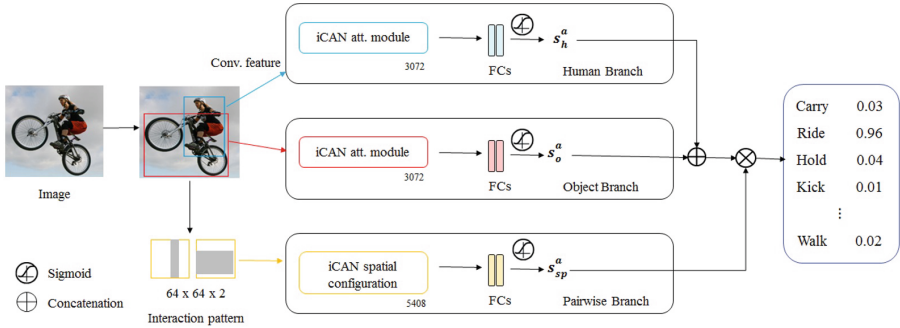 iCAN att. module
3072
FCs
s_h^a
Human Branch
Conv. feature
Image
iCAN att. module
3072
FCs
s_o^a
Object Branch
Carry 0.03
Ride 0.96
Hold 0.04
Kick 0.01
⋮
Walk 0.02
iCAN spatial
configuration
5408
FCs
s_sp^a
Pairwise Branch
64 x 64 x 2
Interaction pattern
Sigmoid
Concatenation